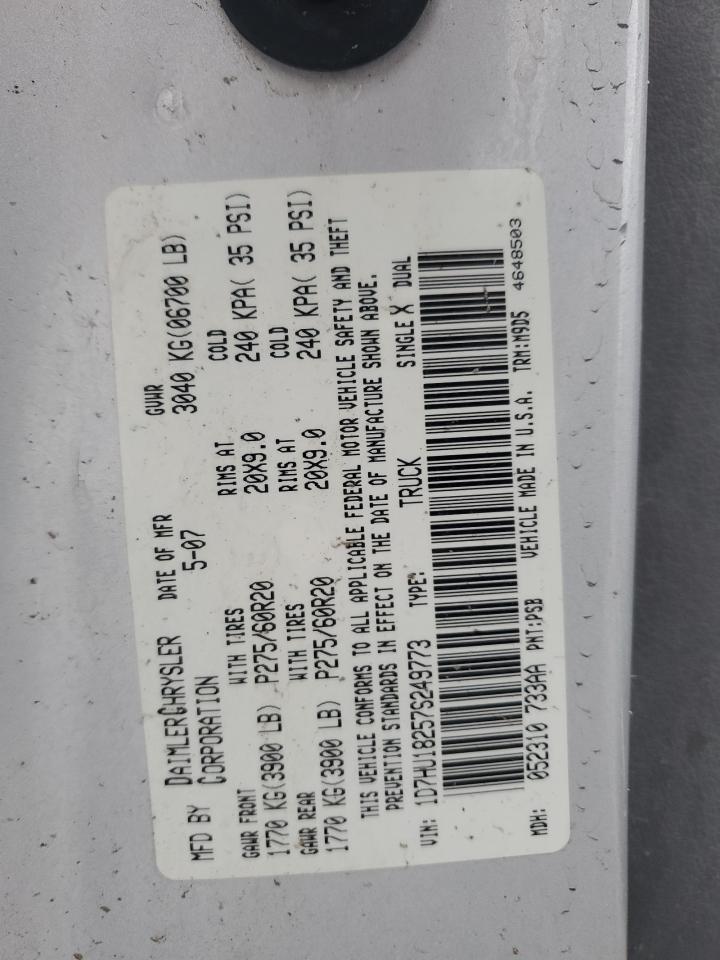 MFD BY DAIMLERCHRYSLER CORPORATION DATE OF MFR 5-07 GVWR 3040 KG(06700 LB)
GAWR FRONT WITH TIRES RIMS AT COLD
1770 KG(3900 LB) P275/60R20 20X9.0 240 KPA( 35 PSI)
GAWR REAR WITH TIRES RIMS AT COLD
1770 KG(3900 LB) P275/60R20 20X9.0 240 KPA( 35 PSI)
THIS VEHICLE CONFORMS TO ALL APPLICABLE FEDERAL MOTOR VEHICLE SAFETY AND THEFT
PREVENTION STANDARDS IN EFFECT ON THE DATE OF MANUFACTURE SHOWN ABOVE.
VIN: 1D7HU18257S249773 TYPE: TRUCK SINGLE X DUAL
MDH: 052310 733AA PNT:PSB VEHICLE MADE IN U.S.A. TRM:M9D5 4648503